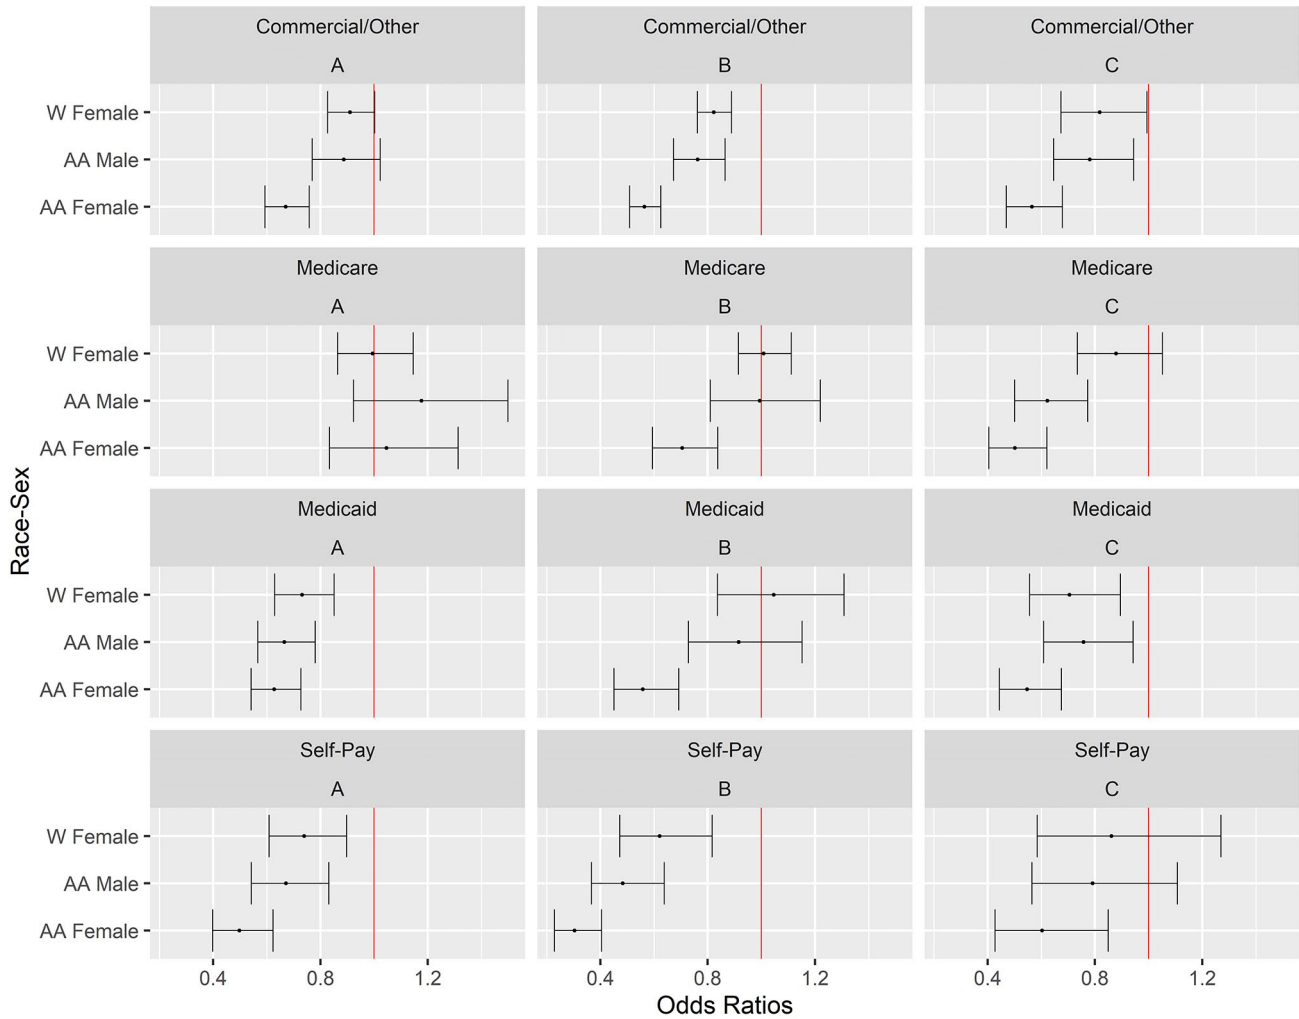 Commercial/Other
A
Commercial/Other
B
Commercial/Other
C
W Female
AA Male
AA Female
Medicare
A
Medicare
B
Medicare
C
W Female
AA Male
AA Female
Medicaid
A
Medicaid
B
Medicaid
C
W Female
AA Male
AA Female
Self-Pay
A
Self-Pay
B
Self-Pay
C
W Female
AA Male
AA Female
Race-Sex
0.4 0.8 1.2
0.4 0.8 1.2
0.4 0.8 1.2
Odds Ratios